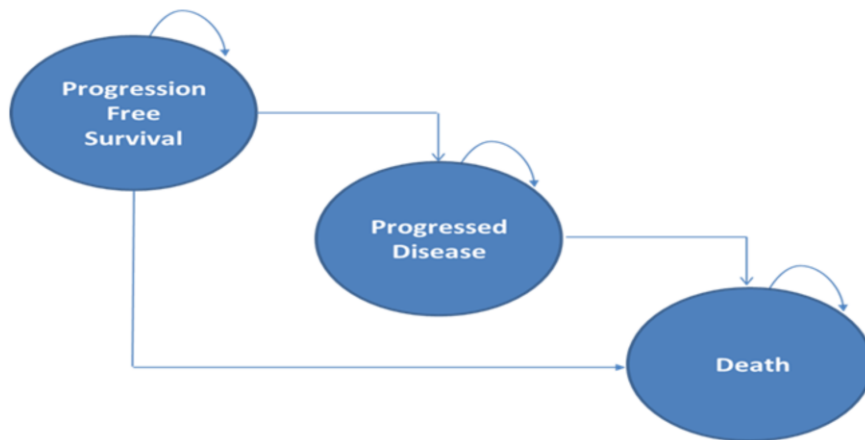 Progression
Free
Survival
Progressed
Disease
Death